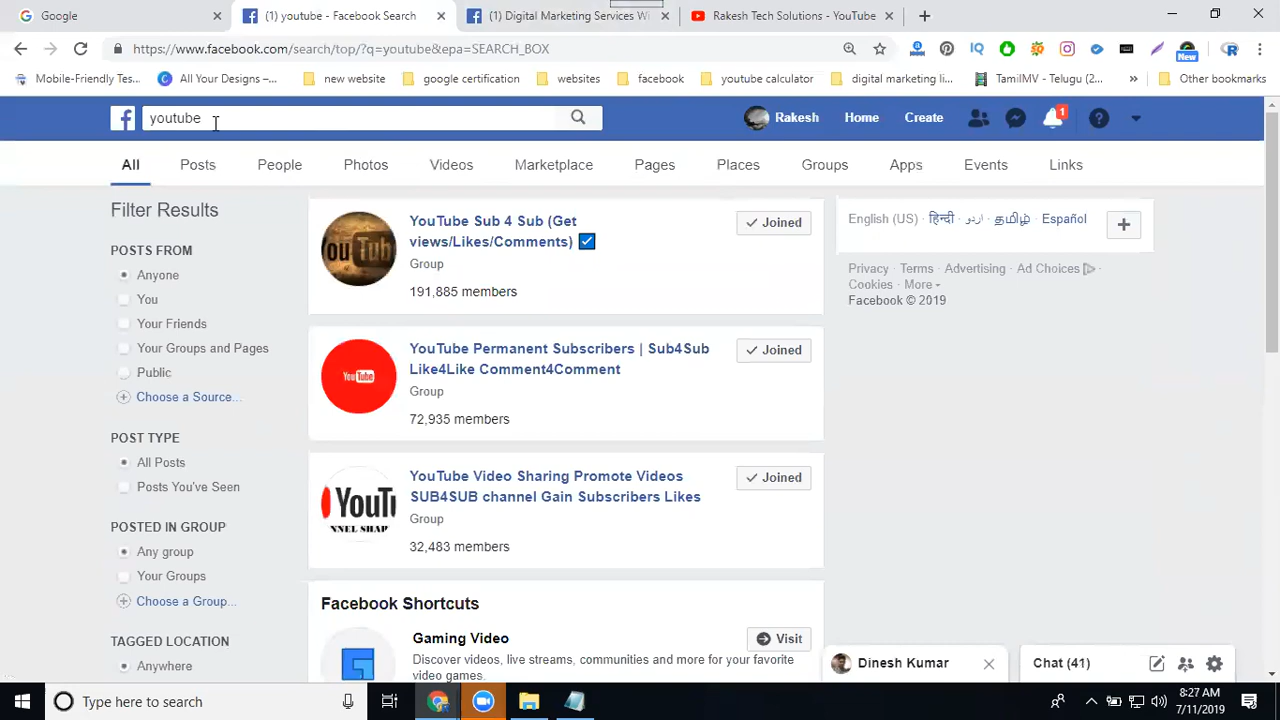 Google
(1) youtube - Facebook Search
(1) Digital Marketing Services Wi
Rakesh Tech Solutions - YouTube
https://www.facebook.com/search/top/?q=youtube&epa=SEARCH_BOX
New
Mobile-Friendly Tes...
All Your Designs –...
new website
google certification
websites
facebook
youtube calculator
digital marketing li...
TamilMV - Telugu (2...
Other bookmarks
youtube
Rakesh
Home
Create
1
All
Posts
People
Photos
Videos
Marketplace
Pages
Places
Groups
Apps
Events
Links
Filter Results
POSTS FROM
Anyone
You
Your Friends
Your Groups and Pages
Public
Choose a Source...
POST TYPE
All Posts
Posts You've Seen
POSTED IN GROUP
Any group
Your Groups
Choose a Group...
TAGGED LOCATION
Anywhere
YouTube Sub 4 Sub (Get
views/Likes/Comments)
Group
191,885 members
Joined
YouTube Permanent Subscribers | Sub4Sub
Like4Like Comment4Comment
Group
72,935 members
Joined
YouTube Video Sharing Promote Videos
SUB4SUB channel Gain Subscribers Likes
Group
32,483 members
Joined
Facebook Shortcuts
Gaming Video
Discover videos, live streams, communities and more for your favorite
video games.
Visit
English (US) · हिन्दी · اردو · தமிழ் · Español
Privacy · Terms · Advertising · Ad Choices ·
Cookies · More
Facebook © 2019
Dinesh Kumar
Chat (41)
Type here to search
8:27 AM
7/11/2019